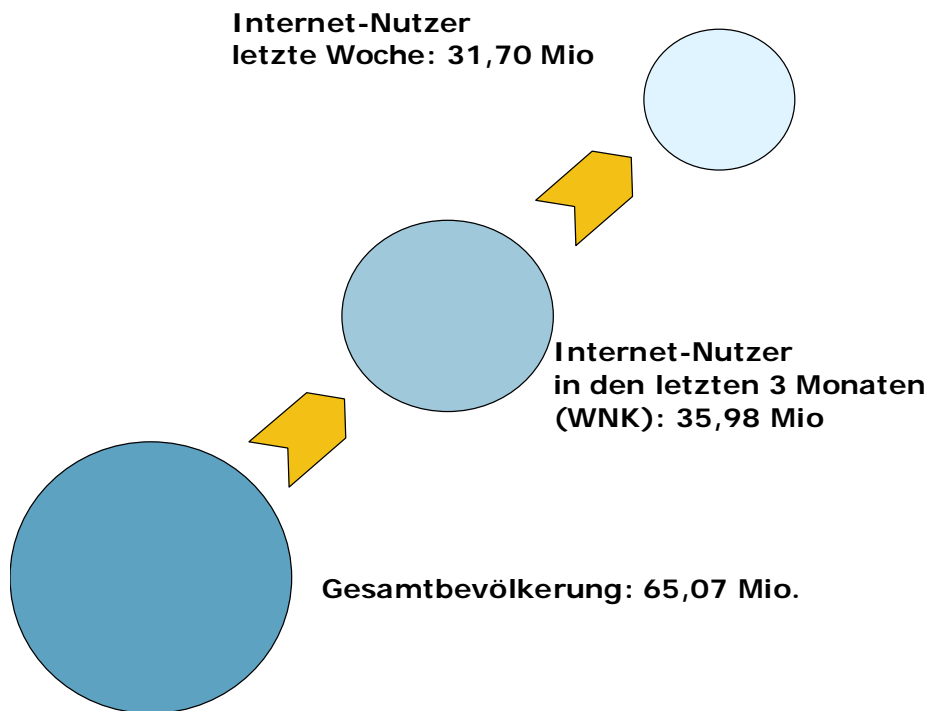 Internet-Nutzer
letzte Woche: 31,70 Mio
Internet-Nutzer
in den letzten 3 Monaten
(WNK): 35,98 Mio
Gesamtbevölkerung: 65,07 Mio.